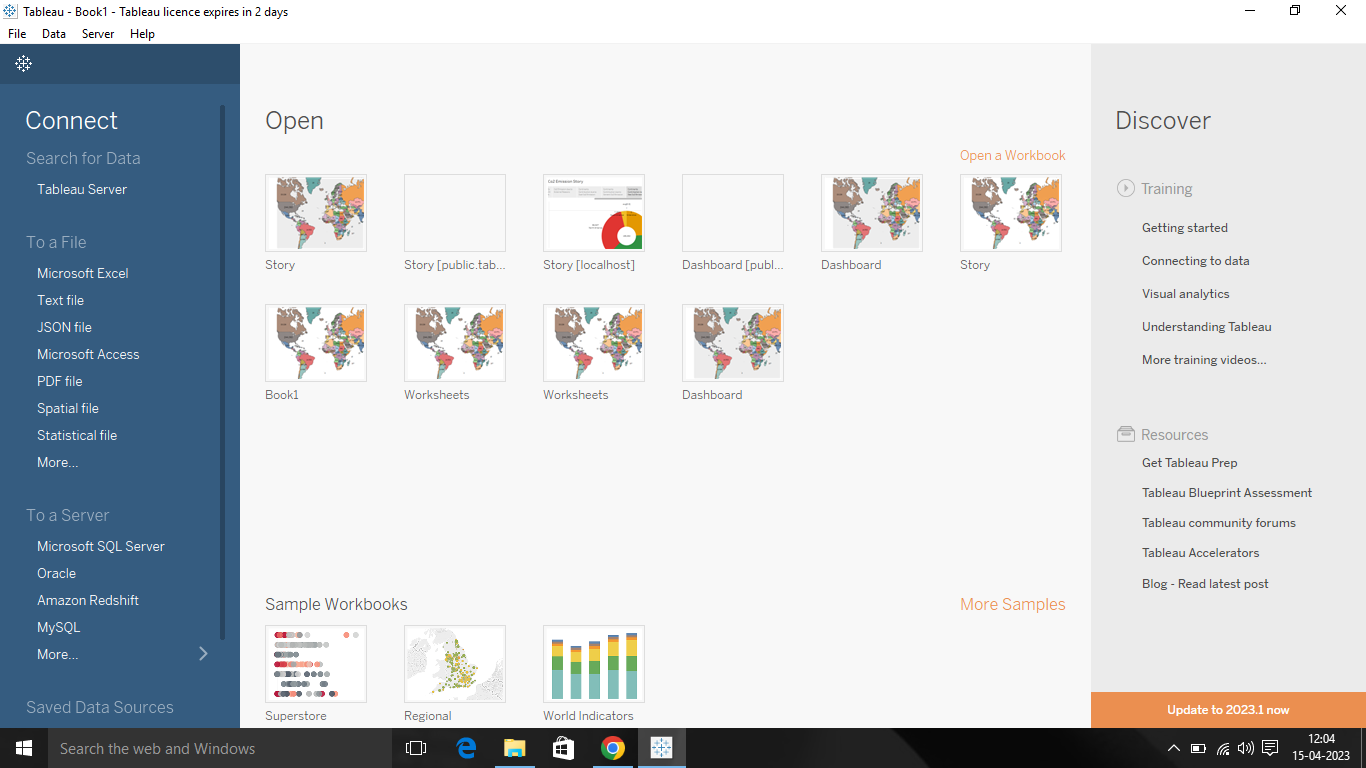 Tableau - Book1 - Tableau licence expires in 2 days
File Data Server Help
Connect
Search for Data
Tableau Server
To a File
Microsoft Excel
Text file
JSON file
Microsoft Access
PDF file
Spatial file
Statistical file
More...
To a Server
Microsoft SQL Server
Oracle
Amazon Redshift
MySQL
More...
Saved Data Sources
Open
Open a Workbook
Story
Story [public.tab...
Story [localhost]
Dashboard [publ...
Dashboard
Story
Book1
Worksheets
Worksheets
Dashboard
Sample Workbooks
More Samples
Superstore
Regional
World Indicators
Discover
Training
Getting started
Connecting to data
Visual analytics
Understanding Tableau
More training videos...
Resources
Get Tableau Prep
Tableau Blueprint Assessment
Tableau community forums
Tableau Accelerators
Blog - Read latest post
Update to 2023.1 now
Search the web and Windows
12:04
15-04-2023